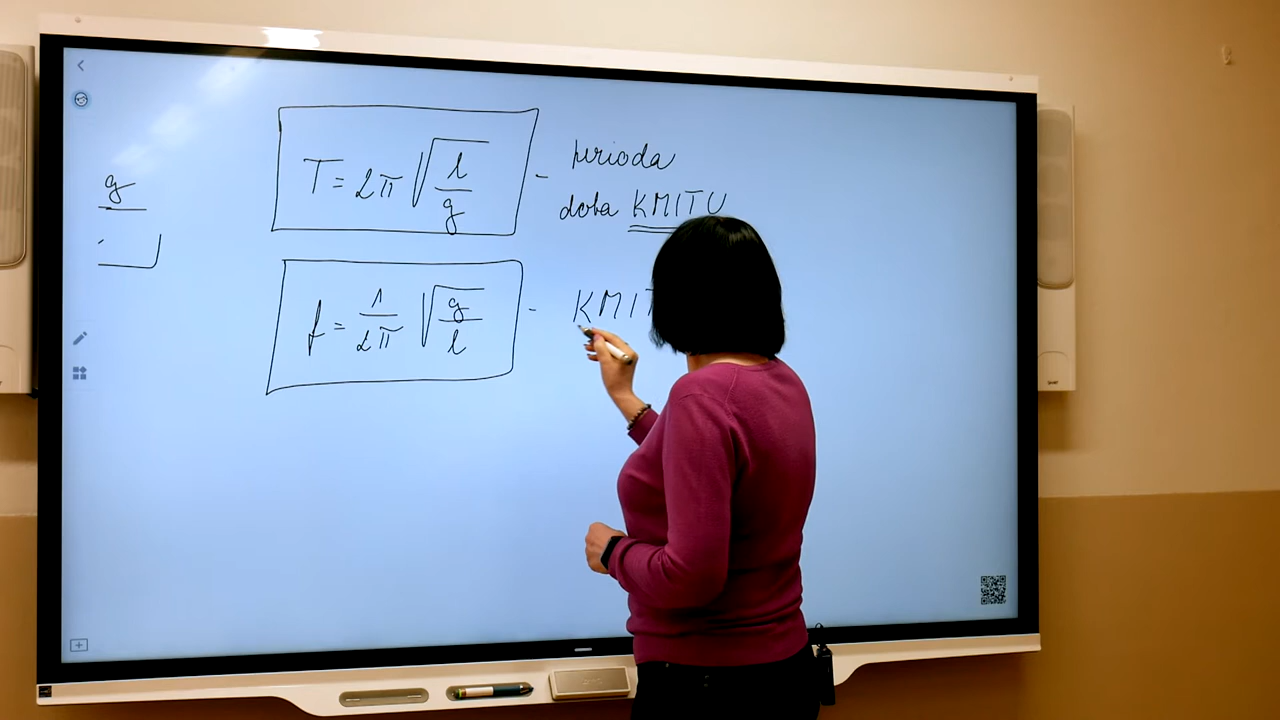 g
T = 2π √l/g - perioda
doba KMITU
f = 1/2π √g/l - KMIT